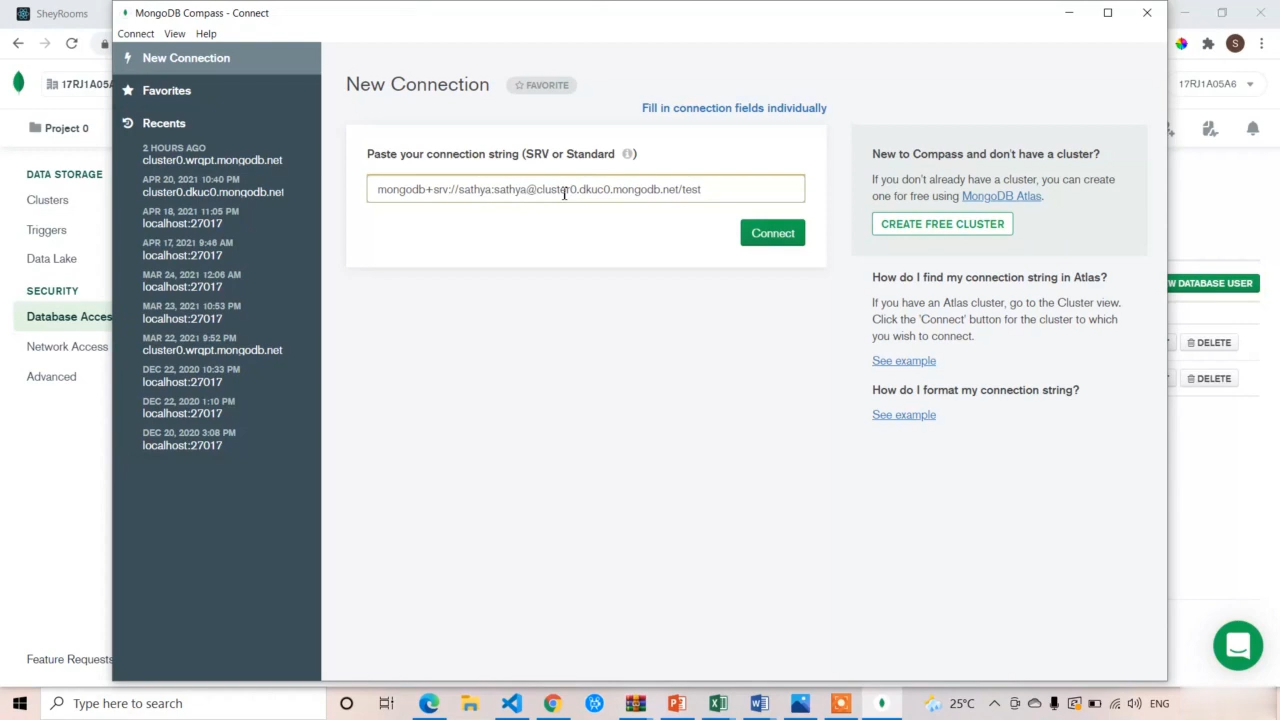 SheyRooms
MongoDB Compass - Connect
Connect View Help
17RJ1A05A
17RJ1A05A6
S
Project 0
DATA STORAGE
Clusters
Triggers
Data Lake
SECURITY
Database Acces
Network Access
Advanced
Feature Requests
New Connection
Favorites
Recents
2 HOURS AGO
cluster0.wrqpt.mongodb.net
APR 20, 2021 10:40 PM
cluster0.dkuc0.mongodb.net
APR 18, 2021 11:05 PM
localhost:27017
APR 17, 2021 9:46 AM
localhost:27017
MAR 24, 2021 12:06 AM
localhost:27017
MAR 23, 2021 10:53 PM
localhost:27017
MAR 22, 2021 9:52 PM
cluster0.wrqpt.mongodb.net
DEC 22, 2020 10:33 PM
localhost:27017
DEC 22, 2020 1:10 PM
localhost:27017
DEC 20, 2020 3:08 PM
localhost:27017
New Connection
FAVORITE
Fill in connection fields individually
Paste your connection string (SRV or Standard )
mongodb+srv://sathya:sathya@cluster0.dkuc0.mongodb.net/test
Connect
New to Compass and don't have a cluster?
If you don't already have a cluster, you can create
one for free using MongoDB Atlas.
CREATE FREE CLUSTER
How do I find my connection string in Atlas?
If you have an Atlas cluster, go to the Cluster view.
Click the 'Connect' button for the cluster to which
you wish to connect.
See example
How do I format my connection string?
See example
W DATABASE USER
DELETE
DELETE
Type here to search
25°C
ENG